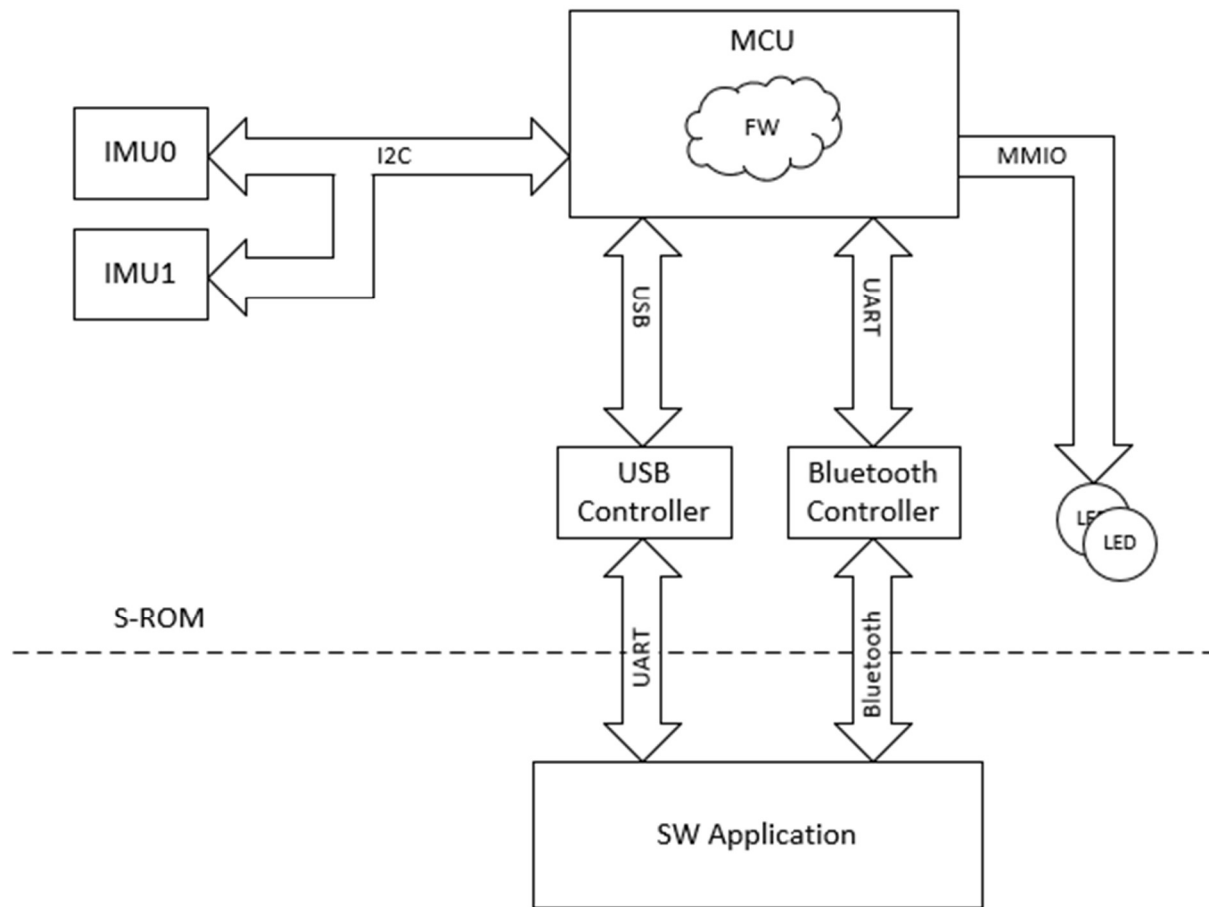 MCU
FW
IMU0
I2C
MMIO
IMU1
USB
UART
USB
Controller
Bluetooth
Controller
LED
S-ROM
UART
Bluetooth
SW Application